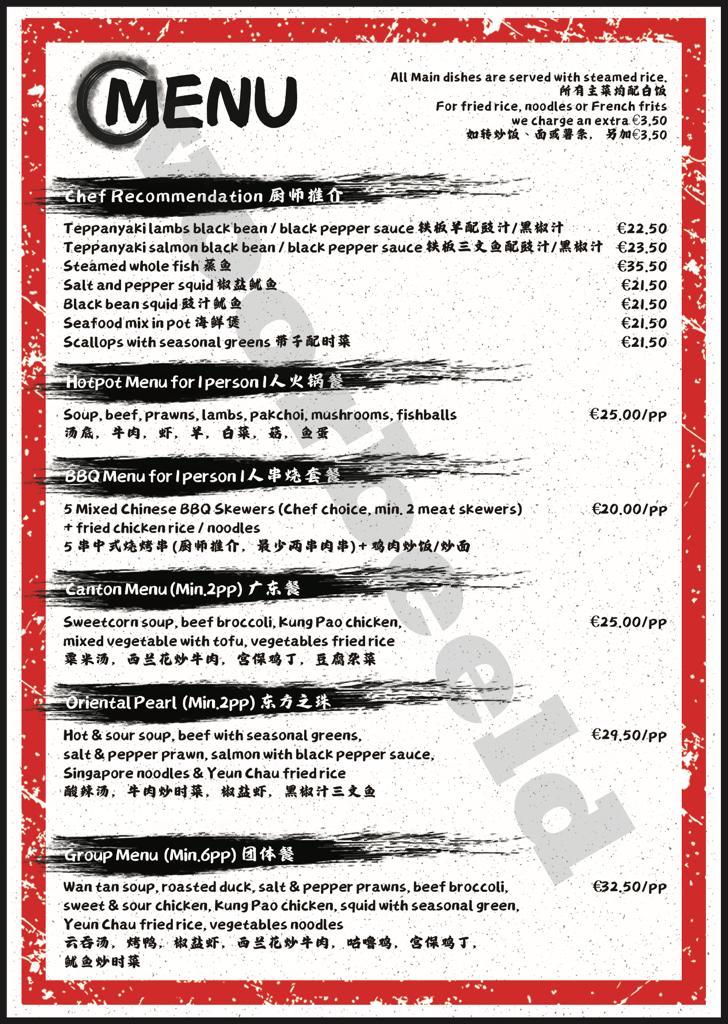 MENU
All Main dishes are served with steamed rice.
所有主菜均配白饭
For fried rice, noodles or French frits
we charge an extra €3,50
如转炒饭、面或薯条, 另加€3,50
Chef Recommendation 厨师推介
Teppanyaki lambs black bean / black pepper sauce 铁板羊配豉汁/黑椒汁 €22.50
Teppanyaki salmon black bean / black pepper sauce 铁板三文鱼配豉汁/黑椒汁 €23.50
Steamed whole fish 蒸鱼 €35.50
Salt and pepper squid 椒盐鱿鱼 €21.50
Black bean squid 豉汁鱿鱼 €21.50
Seafood mix in pot 海鲜煲 €21.50
Scallops with seasonal greens 带子配时菜 €21.50
Hotpot Menu for 1 person 1人火锅餐
Soup, beef, prawns, lambs, pakchoi, mushrooms, fishballs €25.00/pp
汤底, 牛肉, 虾, 羊, 白菜, 菇, 鱼蛋
BBQ Menu for 1 person 1人串烧套餐
5 Mixed Chinese BBQ Skewers (Chef choice, min. 2 meat skewers) €20.00/pp
+ fried chicken rice / noodles
5 串中式烧烤串 (厨师推介, 最少两串肉串) + 鸡肉炒饭/炒面
Canton Menu (Min.2pp) 广东餐
Sweetcorn soup, beef broccoli, Kung Pao chicken, €25.00/pp
mixed vegetable with tofu, vegetables fried rice
粟米汤, 西兰花炒牛肉, 宫保鸡丁, 豆腐杂菜
Oriental Pearl (Min.2pp) 东方之珠
Hot & sour soup, beef with seasonal greens, €29,50/pp
salt & pepper prawn, salmon with black pepper sauce,
Singapore noodles & Yeun Chau fried rice
酸辣汤, 牛肉炒时菜, 椒盐虾, 黑椒汁三文鱼
Group Menu (Min.6pp) 团体餐
Wan tan soup, roasted duck, salt & pepper prawns, beef broccoli, €32,50/pp
sweet & sour chicken, Kung Pao chicken, squid with seasonal green,
Yeun Chau fried rice, vegetables noodles
云吞汤, 烤鸭, 椒盐虾, 西兰花炒牛肉, 咕噜鸡, 宫保鸡丁,
鱿鱼炒时菜
Voorbeeld